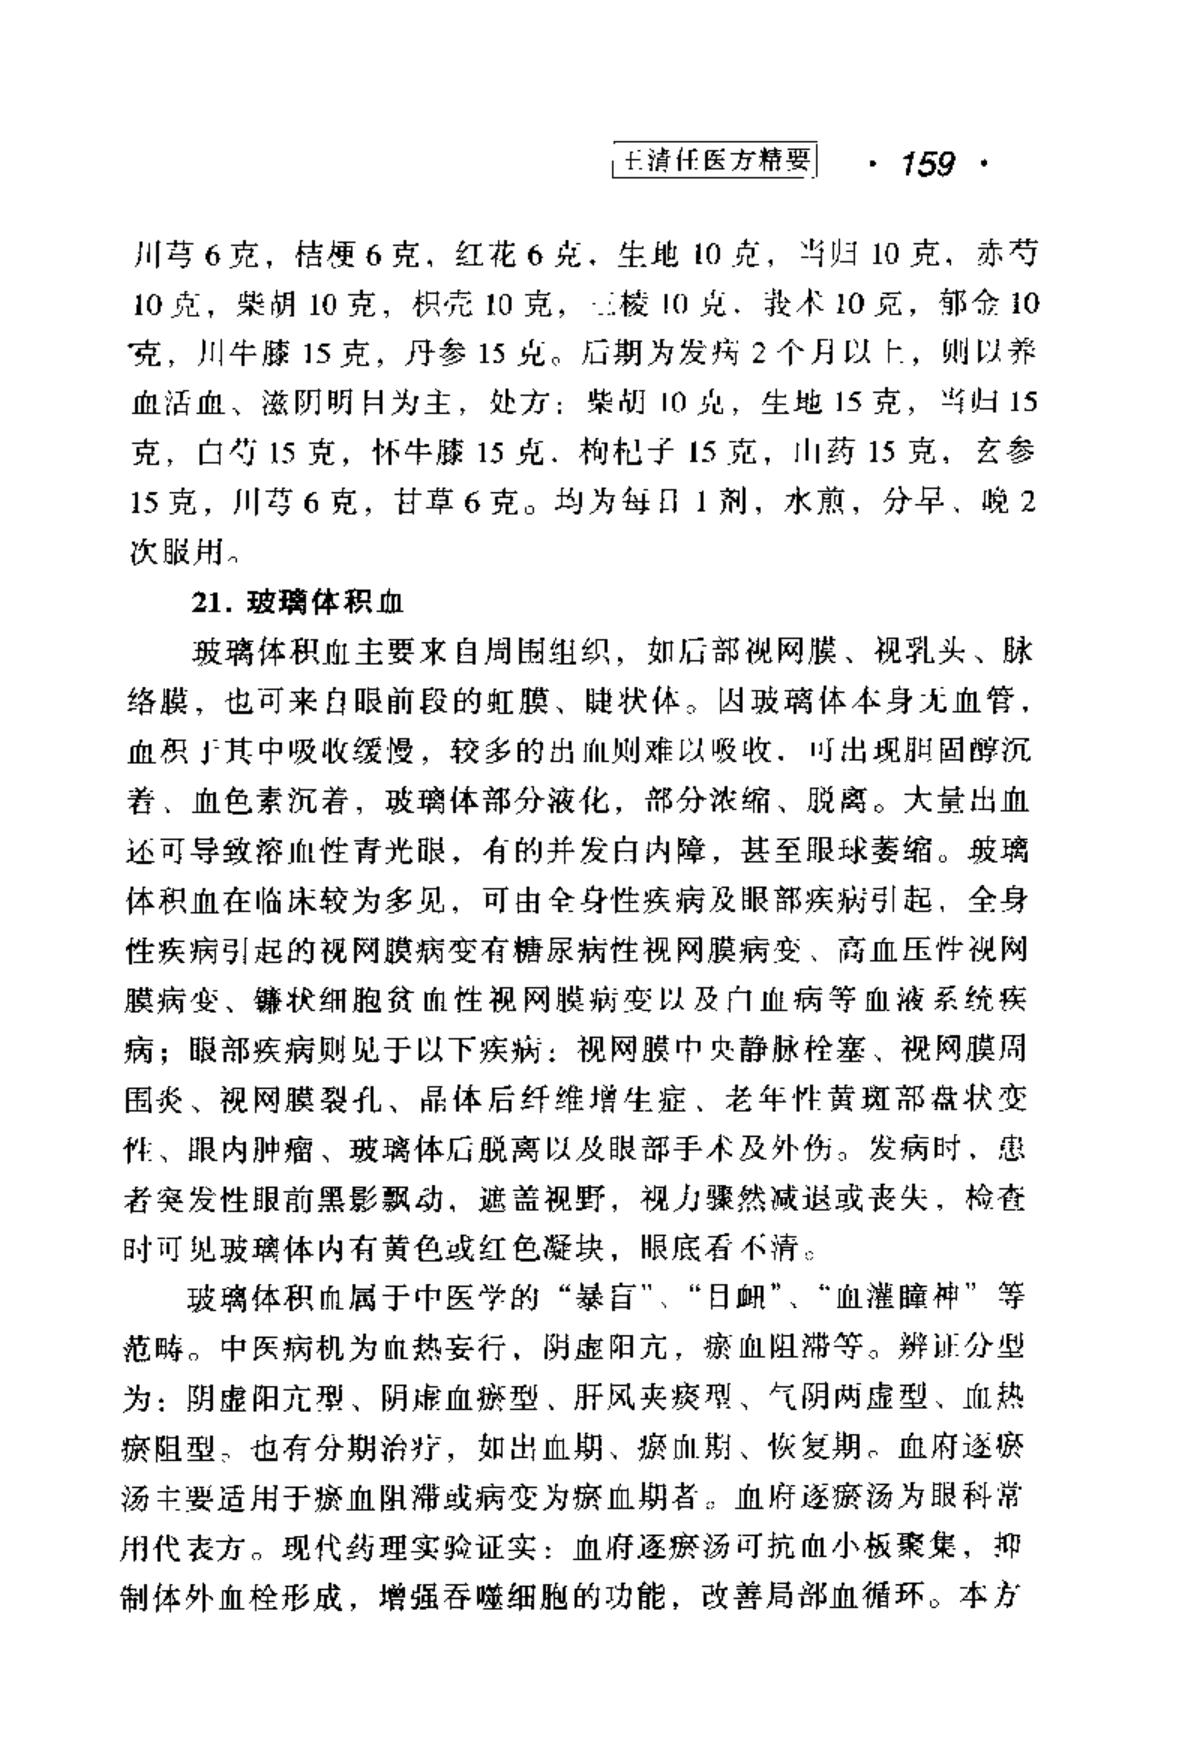 王清任医方精要 · 159 ·
川芎 6 克，桔梗 6 克，红花 6 克，生地 10 克，当归 10 克，赤芍
10 克，柴胡 10 克，枳壳 10 克，三棱 10 克，莪术 10 克，郁金 10
克，川牛膝 15 克，丹参 15 克。后期为发病 2 个月以上，则以养
血活血、滋阴明目为主，处方：柴胡 10 克，生地 15 克，当归 15
克，白芍 15 克，怀牛膝 15 克，枸杞子 15 克，山药 15 克，玄参
15 克，川芎 6 克，甘草 6 克。均为每日 1 剂，水煎，分早、晚 2
次服用。
21. 玻璃体积血
玻璃体积血主要来自周围组织，如后部视网膜、视乳头、脉
络膜，也可来自眼前段的虹膜、睫状体。因玻璃体本身无血管，
血积于其中吸收缓慢，较多的出血则难以吸收，可出现胆固醇沉
着、血色素沉着，玻璃体部分液化，部分浓缩、脱离。大量出血
还可导致溶血性青光眼，有的并发白内障，甚至眼球萎缩。玻璃
体积血在临床较为多见，可由全身性疾病及眼部疾病引起，全身
性疾病引起的视网膜病变有糖尿病性视网膜病变、高血压性视网
膜病变、镰状细胞贫血性视网膜病变以及白血病等血液系统疾
病；眼部疾病则见于以下疾病：视网膜中央静脉栓塞、视网膜周
围炎、视网膜裂孔、晶体后纤维增生症、老年性黄斑部盘状变
性、眼内肿瘤、玻璃体后脱离以及眼部手术及外伤。发病时，患
者突发性眼前黑影飘动，遮盖视野，视力骤然减退或丧失，检查
时可见玻璃体内有黄色或红色凝块，眼底看不清。
玻璃体积血属于中医学的“暴盲”、“目衄”、“血灌瞳神”等
范畴。中医病机为血热妄行，阴虚阳亢，瘀血阻滞等。辨证分型
为：阴虚阳亢型、阴虚血瘀型、肝风夹痰型、气阴两虚型、血热
瘀阻型。也有分期治疗，如出血期、瘀血期、恢复期。血府逐瘀
汤主要适用于瘀血阻滞或病变为瘀血期者。血府逐瘀汤为眼科常
用代表方。现代药理实验证实：血府逐瘀汤可抗血小板聚集，抑
制体外血栓形成，增强吞噬细胞的功能，改善局部血循环。本方